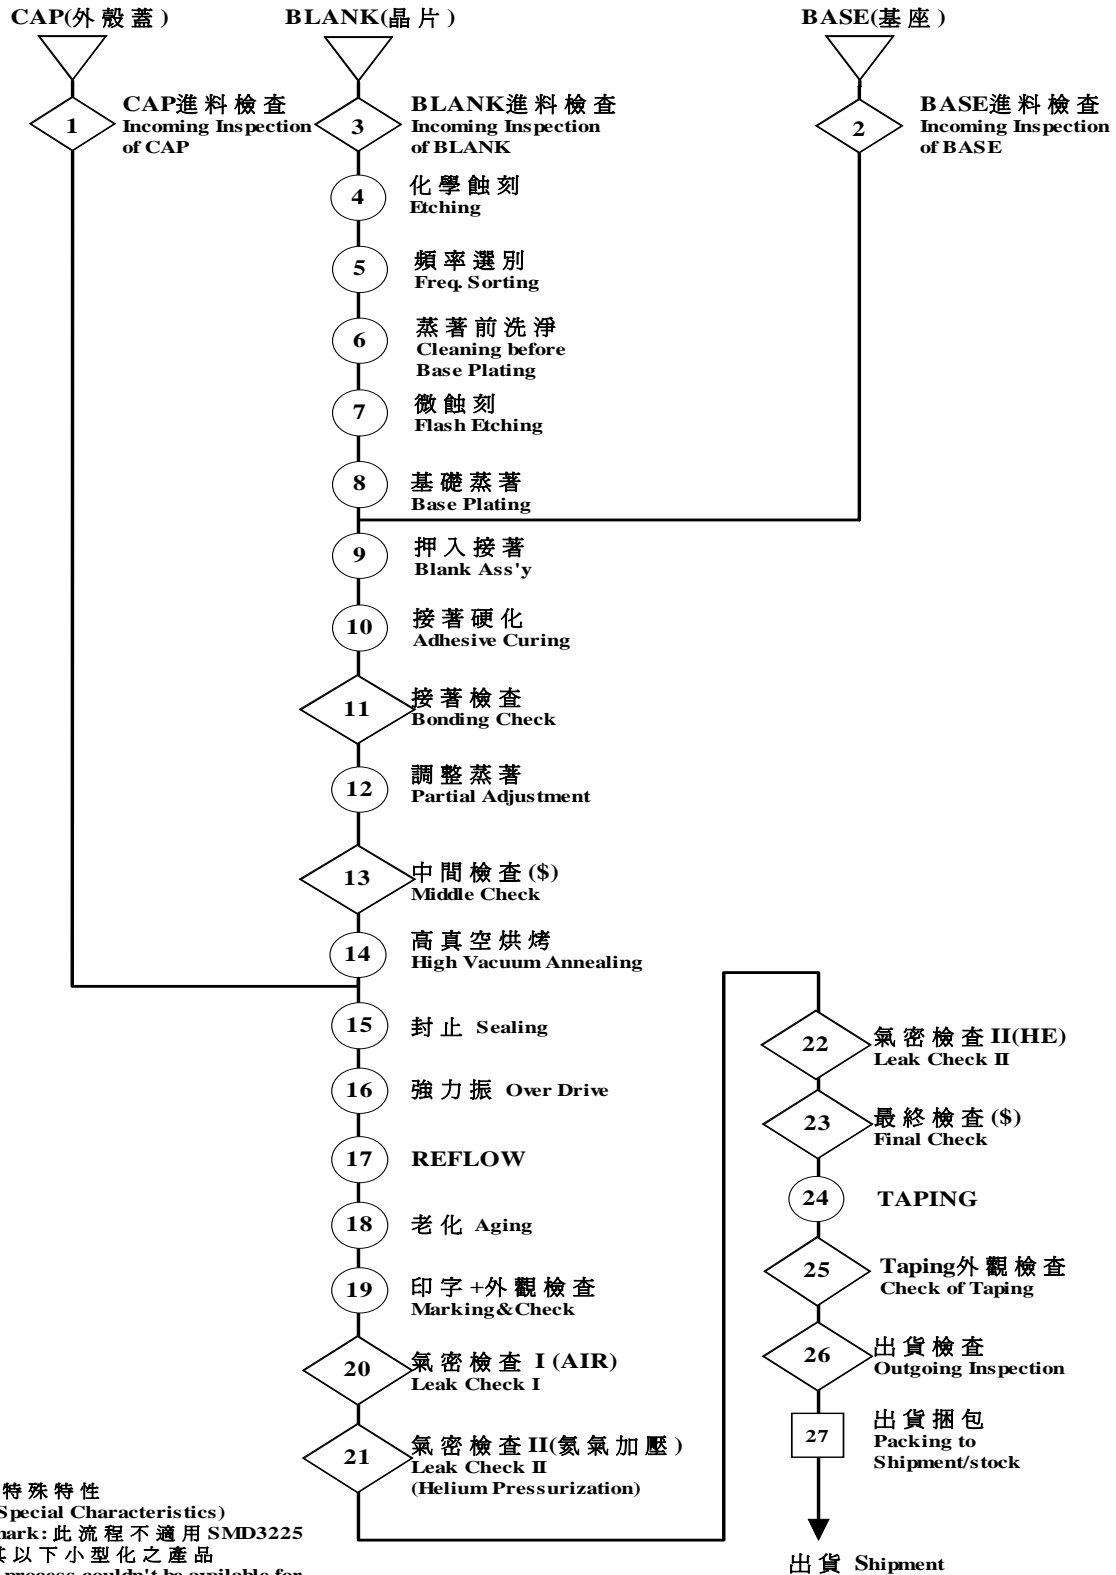 CAP(外殼蓋)
BLANK(晶片)
BASE(基座)
1
CAP進料檢查
Incoming Inspection
of CAP
3
BLANK進料檢查
Incoming Inspection
of BLANK
2
BASE進料檢查
Incoming Inspection
of BASE
4
化學蝕刻
Etching
5
頻率選別
Freq. Sorting
6
蒸著前洗淨
Cleaning before
Base Plating
7
微蝕刻
Flash Etching
8
基礎蒸著
Base Plating
9
押入接著
Blank Ass'y
10
接著硬化
Adhesive Curing
11
接著檢查
Bonding Check
12
調整蒸著
Partial Adjustment
13
中間檢查($)
Middle Check
14
高真空烘烤
High Vacuum Annealing
15
封止 Sealing
16
強力振 Over Drive
17
REFLOW
18
老化 Aging
19
印字+外觀檢查
Marking&Check
20
氣密檢查 I (AIR)
Leak Check I
21
氣密檢查II(氦氣加壓)
Leak Check II
(Helium Pressurization)
22
氣密檢查II(HE)
Leak Check II
23
最終檢查($)
Final Check
24
TAPING
25
Taping外觀檢查
Check of Taping
26
出貨檢查
Outgoing Inspection
27
出貨捆包
Packing to
Shipment/stock
出貨 Shipment
特殊特性
Special Characteristics)
mark:此流程不適用SMD3225
以下小型化之產品
process couldn't be available for